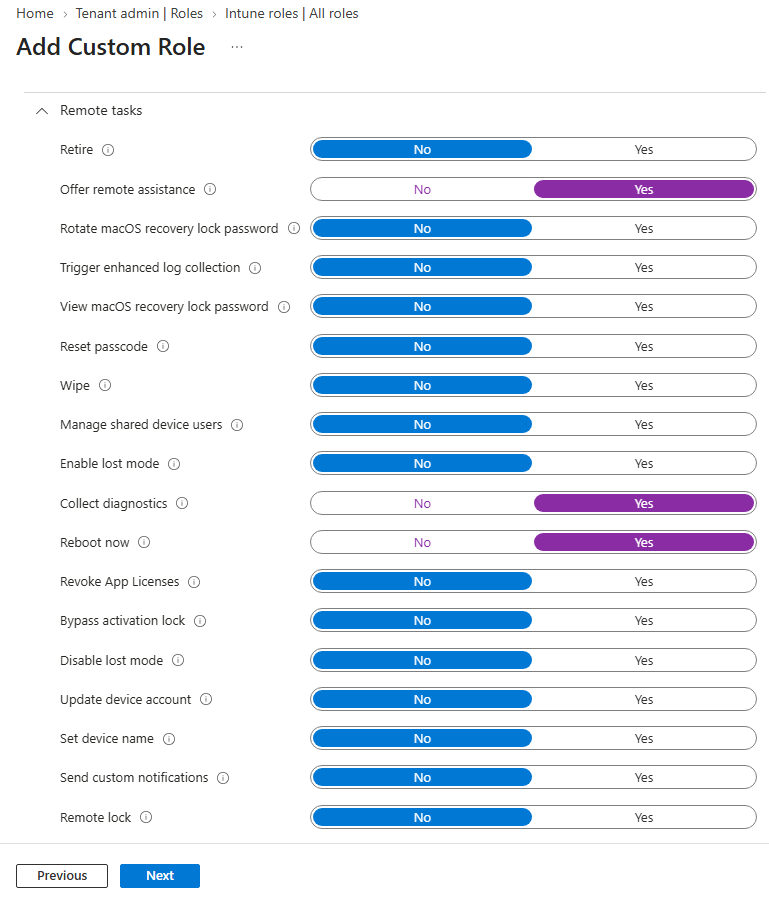 Home > Tenant admin | Roles > Intune roles | All roles
Add Custom Role ...
Remote tasks
Retire No Yes
Offer remote assistance No Yes
Rotate macOS recovery lock password No Yes
Trigger enhanced log collection No Yes
View macOS recovery lock password No Yes
Reset passcode No Yes
Wipe No Yes
Manage shared device users No Yes
Enable lost mode No Yes
Collect diagnostics No Yes
Reboot now No Yes
Revoke App Licenses No Yes
Bypass activation lock No Yes
Disable lost mode No Yes
Update device account No Yes
Set device name No Yes
Send custom notifications No Yes
Remote lock No Yes
Previous Next